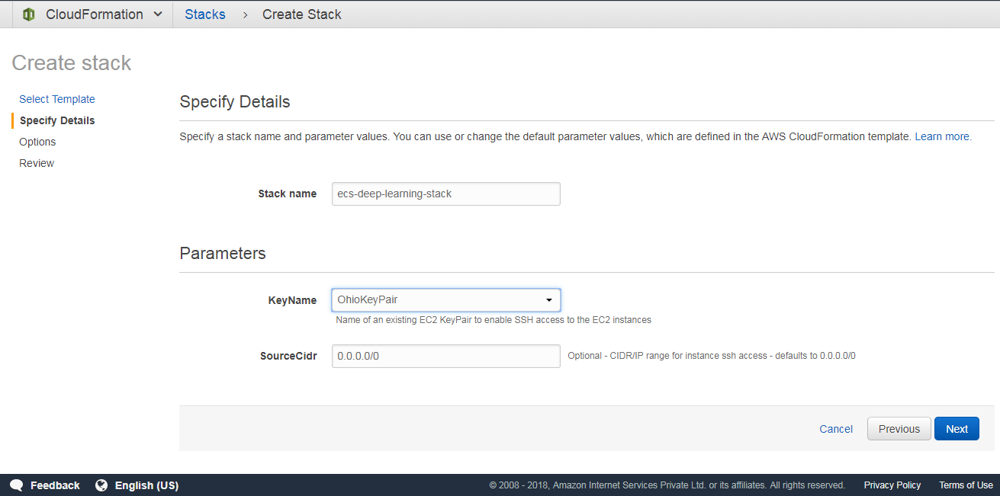 CloudFormation Stacks > Create Stack
Create stack
Select Template
Specify Details
Options
Review
Specify Details
Specify a stack name and parameter values. You can use or change the default parameter values, which are defined in the AWS CloudFormation template. Learn more.
Stack name ecs-deep-learning-stack
Parameters
KeyName OhioKeyPair
Name of an existing EC2 KeyPair to enable SSH access to the EC2 instances
SourceCidr 0.0.0.0/0 Optional - CIDR/IP range for instance ssh access - defaults to 0.0.0.0/0
Cancel Previous Next
Feedback English (US) © 2008 - 2018, Amazon Internet Services Private Ltd. or its affiliates. All rights reserved. Privacy Policy Terms of Use